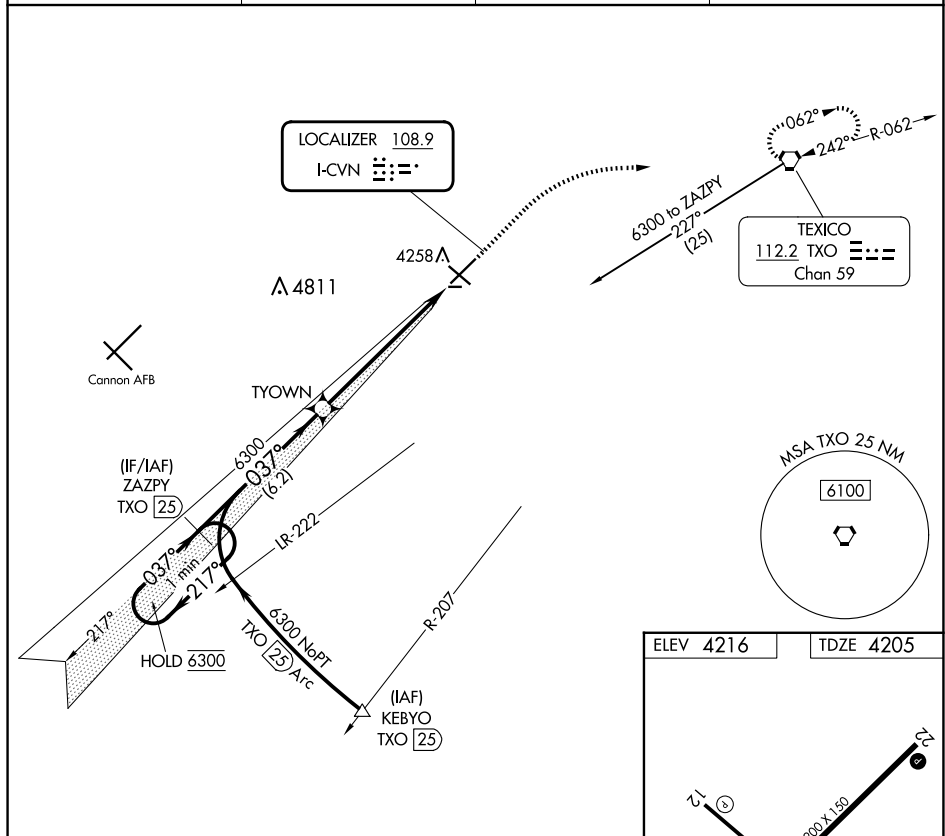 LOCALIZER 108.9
I-CVN
062°
242°
R-062
6300 to ZAZPY
227°
(25)
TEXICO
112.2 TXO
Chan 59
4258
4811
Cannon AFB
TYOWN
6300
037°
(6.2)
(IF/IAF)
ZAZPY
TXO 25
LR-222
037°
1 min
217°
217°
HOLD 6300
6300 NoPT
TXO 25 Arc
R-207
(IAF)
KEBYO
TXO 25
MSA TXO 25 NM
6100
ELEV 4216
TDZE 4205
22
P
12
P
200 X 150